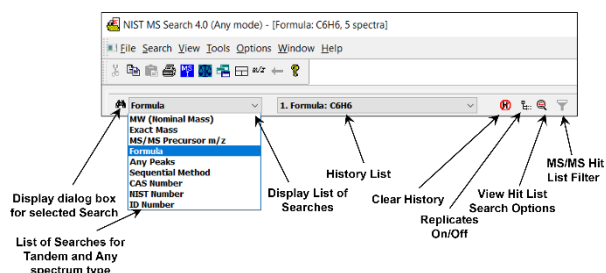 NIST MS Search 4.0 (Any mode) - [Formula: C6H6, 5 spectra]
File Search View Tools Options Window Help
Formula
1. Formula: C6H6
MW (Nominal Mass)
Exact Mass
MS/MS Precursor m/z
Formula
Any Peaks
Sequential Method
CAS Number
NIST Number
ID Number
Display dialog box
for selected Search
List of Searches for
Tandem and Any
spectrum type
Display List of
Searches
History List
Clear History
Replicates
On/Off
View Hit List
Search Options
MS/MS Hit
List Filter